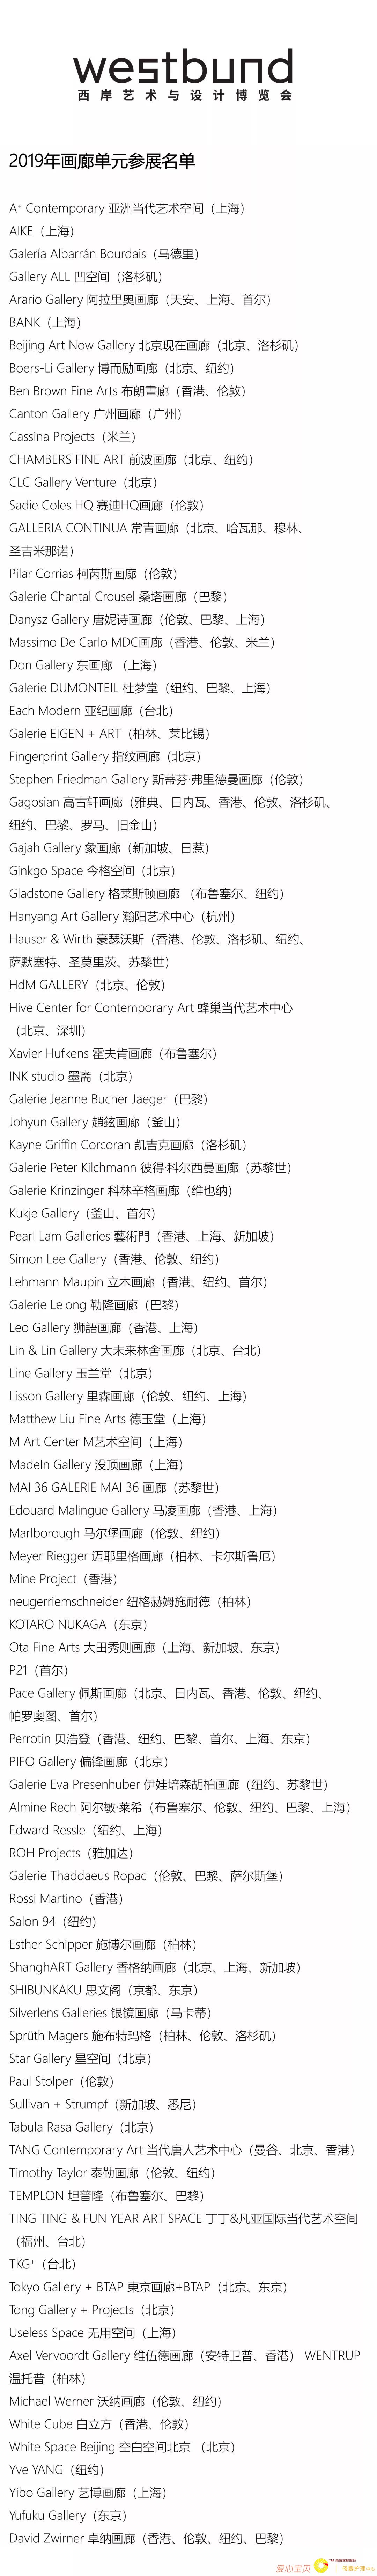 westbund
西岸艺术与设计博览会
2019年画廊单元参展名单
A⁺ Contemporary 亚洲当代艺术空间（上海）
AIKE（上海）
Galería Albarrán Bourdais（马德里）
Gallery ALL 凹空间（洛杉矶）
Arario Gallery 阿拉里奥画廊（天安、上海、首尔）
BANK（上海）
Beijing Art Now Gallery 北京现在画廊（北京、洛杉矶）
Boers-Li Gallery 博而励画廊（北京、纽约）
Ben Brown Fine Arts 布朗畫廊（香港、伦敦）
Canton Gallery 广州画廊（广州）
Cassina Projects（米兰）
CHAMBERS FINE ART 前波画廊（北京、纽约）
CLC Gallery Venture（北京）
Sadie Coles HQ 赛迪HQ画廊（伦敦）
GALLERIA CONTINUA 常青画廊（北京、哈瓦那、穆林、
圣吉米那诺）
Pilar Corrias 柯芮斯画廊（伦敦）
Galerie Chantal Crousel 桑塔画廊（巴黎）
Danysz Gallery 唐妮诗画廊（伦敦、巴黎、上海）
Massimo De Carlo MDC画廊（香港、伦敦、米兰）
Don Gallery 东画廊 （上海）
Galerie DUMONTEIL 杜梦堂（纽约、巴黎、上海）
Each Modern 亚纪画廊（台北）
Galerie EIGEN + ART（柏林、莱比锡）
Fingerprint Gallery 指纹画廊（北京）
Stephen Friedman Gallery 斯蒂芬·弗里德曼画廊（伦敦）
Gagosian 高古轩画廊（雅典、日内瓦、香港、伦敦、洛杉矶、
纽约、巴黎、罗马、旧金山）
Gajah Gallery 象画廊（新加坡、日惹）
Ginkgo Space 今格空间（北京）
Gladstone Gallery 格莱斯顿画廊 （布鲁塞尔、纽约）
Hanyang Art Gallery 瀚阳艺术中心（杭州）
Hauser & Wirth 豪瑟沃斯（香港、伦敦、洛杉矶、纽约、
萨默塞特、圣莫里茨、苏黎世）
HdM GALLERY（北京、伦敦）
Hive Center for Contemporary Art 蜂巢当代艺术中心
（北京、深圳）
Xavier Hufkens 霍夫肯画廊（布鲁塞尔）
INK studio 墨斋（北京）
Galerie Jeanne Bucher Jaeger（巴黎）
Johyun Gallery 趙鉉画廊（釜山）
Kayne Griffin Corcoran 凯吉克画廊（洛杉矶）
Galerie Peter Kilchmann 彼得·科尔西曼画廊（苏黎世）
Galerie Krinzinger 科林辛格画廊（维也纳）
Kukje Gallery（釜山、首尔）
Pearl Lam Galleries 藝術門（香港、上海、新加坡）
Simon Lee Gallery（香港、伦敦、纽约）
Lehmann Maupin 立木画廊（香港、纽约、首尔）
Galerie Lelong 勒隆画廊（巴黎）
Leo Gallery 狮語画廊（香港、上海）
Lin & Lin Gallery 大未来林舍画廊（北京、台北）
Line Gallery 玉兰堂（北京）
Lisson Gallery 里森画廊（伦敦、纽约、上海）
Matthew Liu Fine Arts 德玉堂（上海）
M Art Center M艺术空间（上海）
MadeIn Gallery 没顶画廊（上海）
MAI 36 GALERIE MAI 36 画廊（苏黎世）
Edouard Malingue Gallery 马凌画廊（香港、上海）
Marlborough 马尔堡画廊（伦敦、纽约）
Meyer Riegger 迈耶里格画廊（柏林、卡尔斯鲁厄）
Mine Project（香港）
neugerriemschneider 纽格赫姆施耐德（柏林）
KOTARO NUKAGA（东京）
Ota Fine Arts 大田秀则画廊（上海、新加坡、东京）
P21（首尔）
Pace Gallery 佩斯画廊（北京、日内瓦、香港、伦敦、纽约、
帕罗奥图、首尔）
Perrotin 贝浩登（香港、纽约、巴黎、首尔、上海、东京）
PIFO Gallery 偏锋画廊（北京）
Galerie Eva Presenhuber 伊娃培森胡柏画廊（纽约、苏黎世）
Almine Rech 阿尔敏·莱希（布鲁塞尔、伦敦、纽约、巴黎、上海）
Edward Ressle（纽约、上海）
ROH Projects（雅加达）
Galerie Thaddaeus Ropac（伦敦、巴黎、萨尔斯堡）
Rossi Martino（香港）
Salon 94（纽约）
Esther Schipper 施博尔画廊（柏林）
ShanghART Gallery 香格纳画廊（北京、上海、新加坡）
SHIBUNKAKU 思文阁（京都、东京）
Silverlens Galleries 银镜画廊（马卡蒂）
Sprüth Magers 施布特玛格（柏林、伦敦、洛杉矶）
Star Gallery 星空间（北京）
Paul Stolper（伦敦）
Sullivan + Strumpf（新加坡、悉尼）
Tabula Rasa Gallery（北京）
TANG Contemporary Art 当代唐人艺术中心（曼谷、北京、香港）
Timothy Taylor 泰勒画廊（伦敦、纽约）
TEMPLON 坦普隆（布鲁塞尔、巴黎）
TING TING & FUN YEAR ART SPACE 丁丁&凡亚国际当代艺术空间
（福州、台北）
TKG⁺（台北）
Tokyo Gallery + BTAP 東京画廊+BTAP（北京、东京）
Tong Gallery + Projects（北京）
Useless Space 无用空间（上海）
Axel Vervoordt Gallery 维伍德画廊（安特卫普、香港） WENTRUP
温托普（柏林）
Michael Werner 沃纳画廊（伦敦、纽约）
White Cube 白立方（香港、伦敦）
White Space Beijing 空白空间北京 （北京）
Yve YANG（纽约）
Yibo Gallery 艺博画廊（上海）
Yufuku Gallery（东京）
David Zwirner 卓纳画廊（香港、伦敦、纽约、巴黎）
爱心宝贝